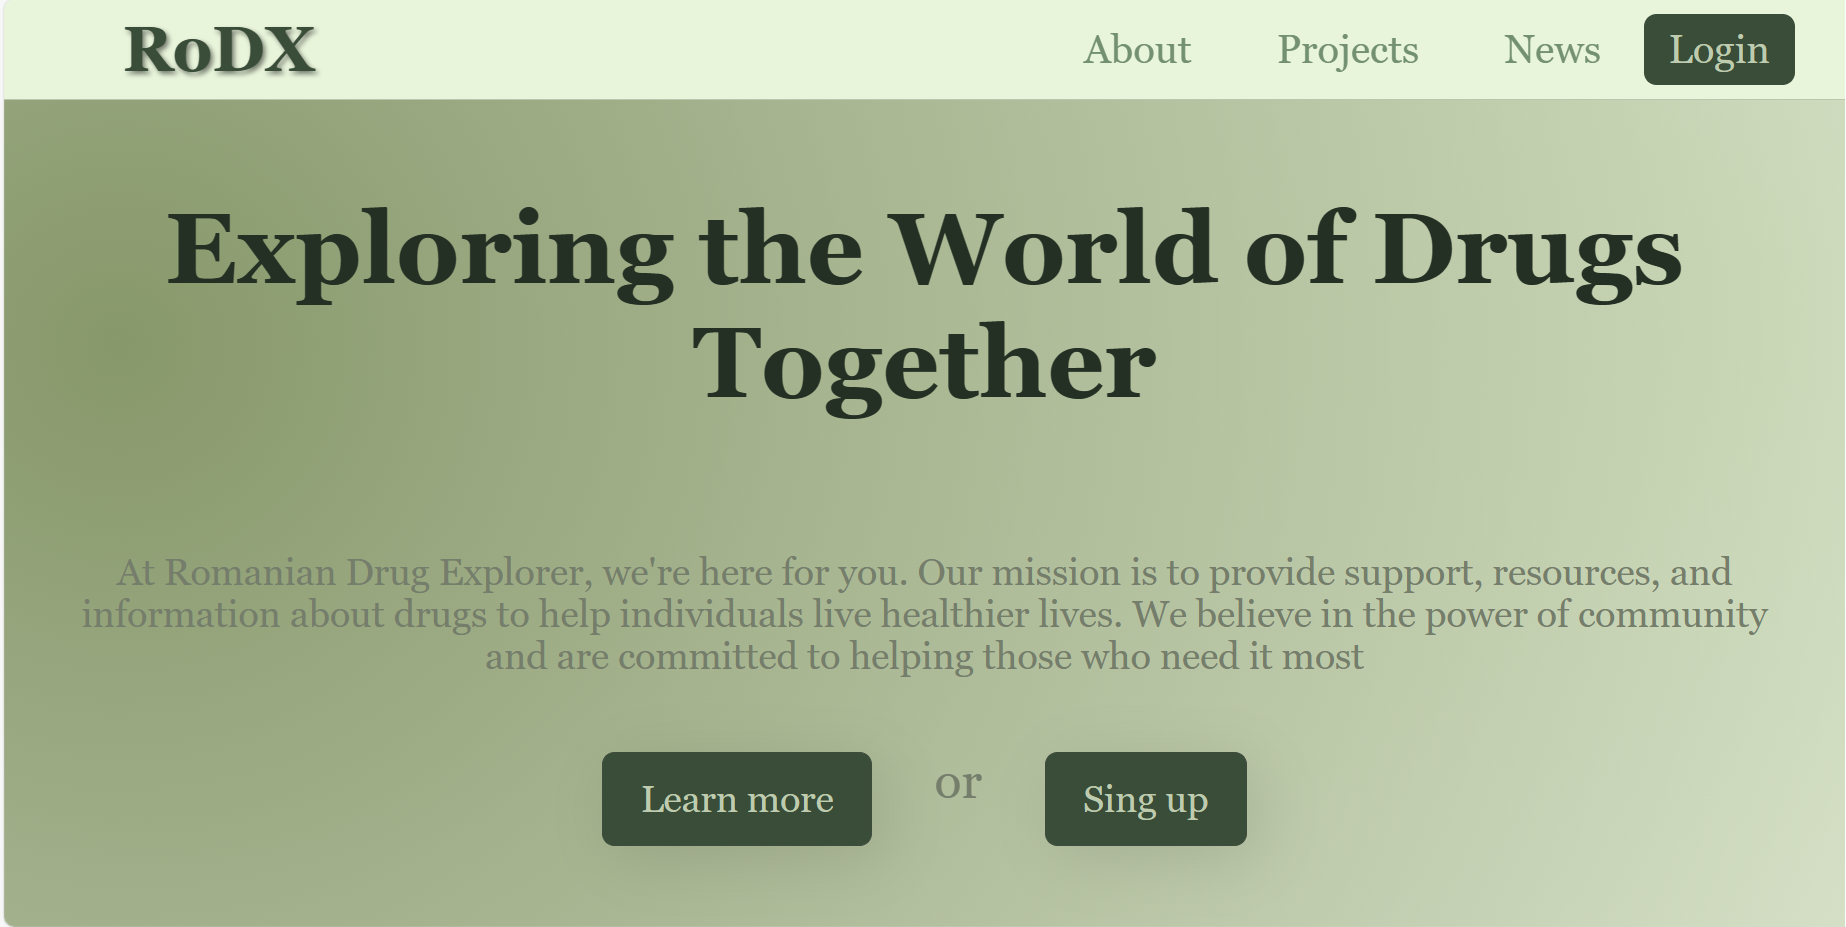 RoDX
About Projects News Login
Exploring the World of Drugs
Together
At Romanian Drug Explorer, we're here for you. Our mission is to provide support, resources, and
information about drugs to help individuals live healthier lives. We believe in the power of community
and are committed to helping those who need it most
Learn more or Sing up